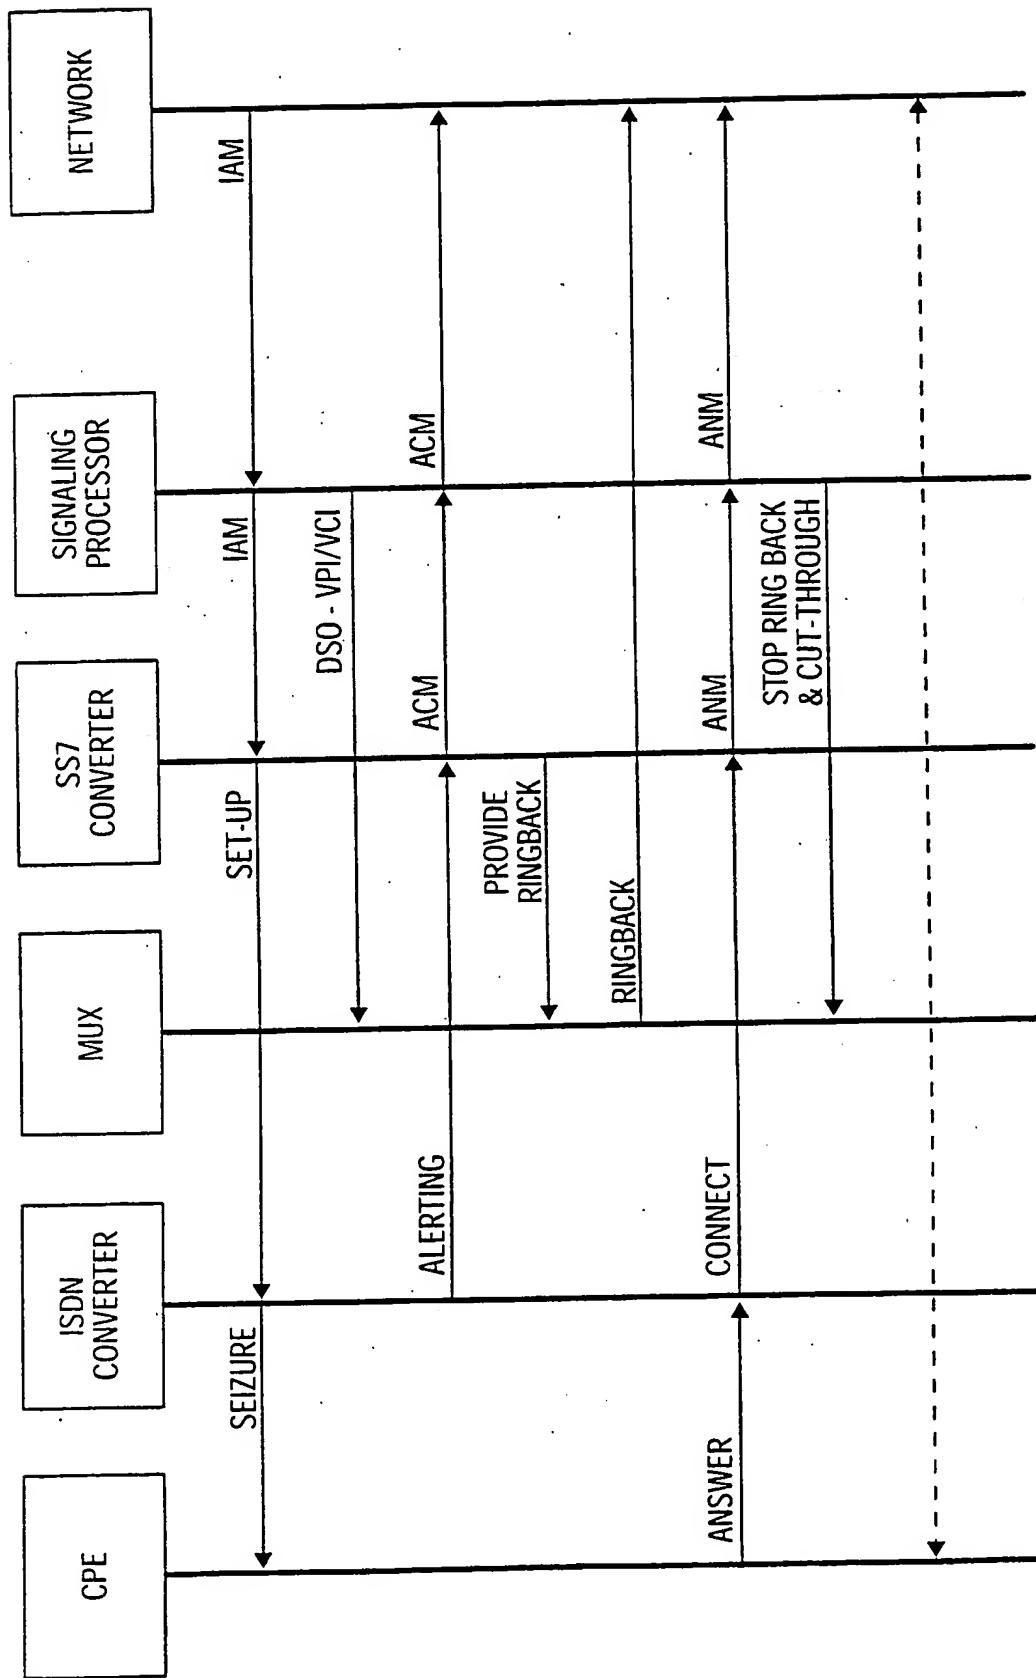 CPE
ISDN
CONVERTER
MUX
SS7
CONVERTER
SIGNALING
PROCESSOR
NETWORK
SEIZURE
SET-UP
IAM
IAM
DSO - VPI/VCI
ALERTING
ACM
ACM
PROVIDE
RINGBACK
RINGBACK
ANSWER
CONNECT
ANM
ANM
STOP RING BACK
& CUT-THROUGH